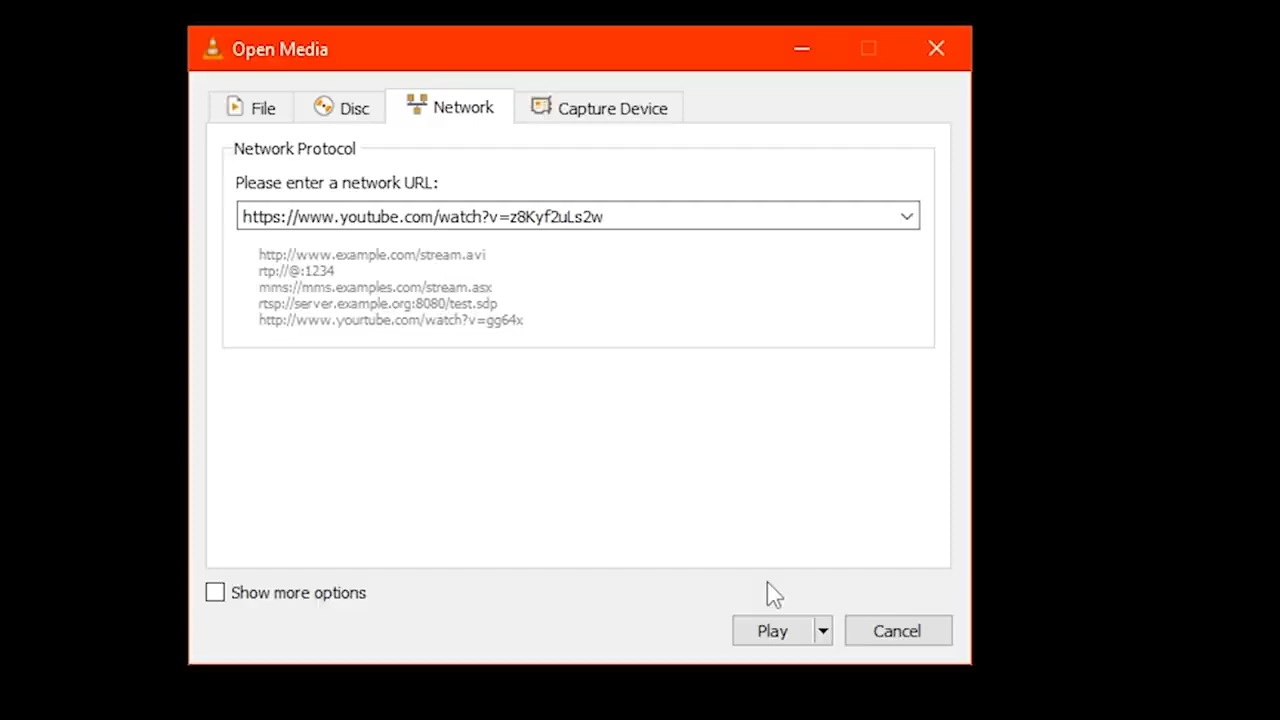 Open Media
File Disc Network Capture Device
Network Protocol
Please enter a network URL:
https://www.youtube.com/watch?v=z8Kyf2uLs2w
http://www.example.com/stream.avi
rtp://@:1234
mms://mms.examples.com/stream.asx
rtsp://server.example.org:8080/test.sdp
http://www.yourtube.com/watch?v=gg64x
Show more options
Play Cancel